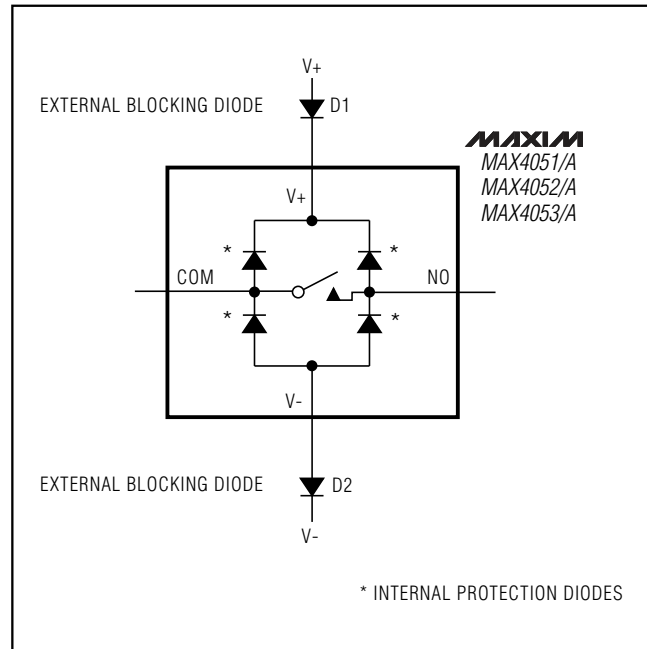 V+
EXTERNAL BLOCKING DIODE
D1
MAXIM
MAX4051/A
MAX4052/A
MAX4053/A
V+
* *
COM NO
* *
V-
EXTERNAL BLOCKING DIODE
D2
V-
* INTERNAL PROTECTION DIODES